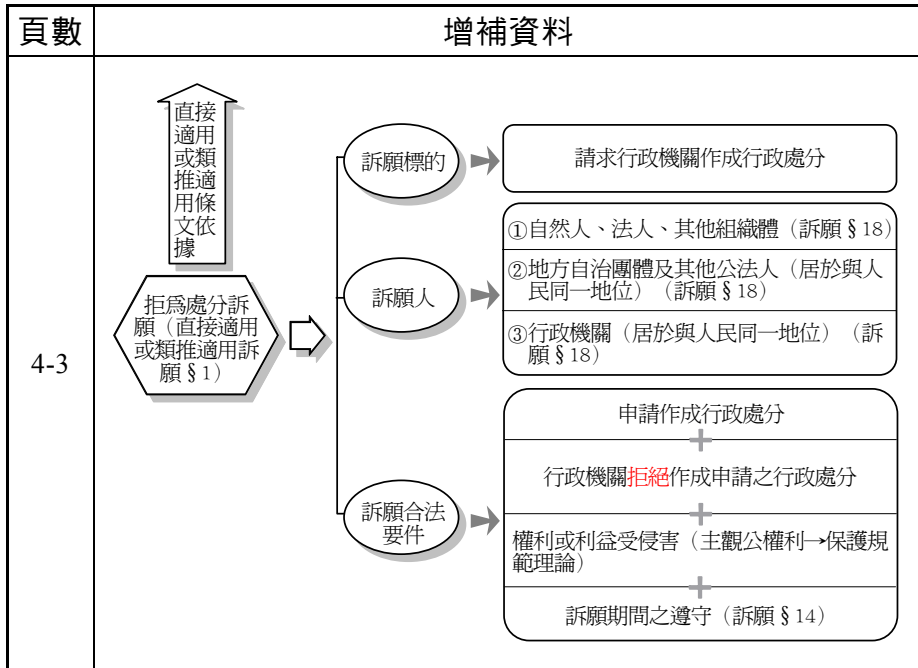 頁數
增補資料
4-3
直接
適用
或類
推適
用條
文依
據
拒為處分訴
願（直接適用
或類推適用訴
願§1）
訴願標的
請求行政機關作成行政處分
訴願人
①自然人、法人、其他組織體（訴願§18）
②地方自治團體及其他公法人（居於與人
民同一地位）（訴願§18）
③行政機關（居於與人民同一地位）（訴
願§18）
訴願合法
要件
申請作成行政處分
行政機關拒絕作成申請之行政處分
權利或利益受侵害（主觀公權利→保護規
範理論）
訴願期間之遵守（訴願§14）